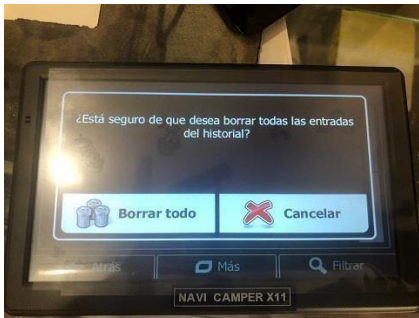 ¿Está seguro de que desea borrar todas las entradas
del historial?
Borrar todo
Cancelar
Atrás
Más
Filtrar
NAVI CAMPER X11